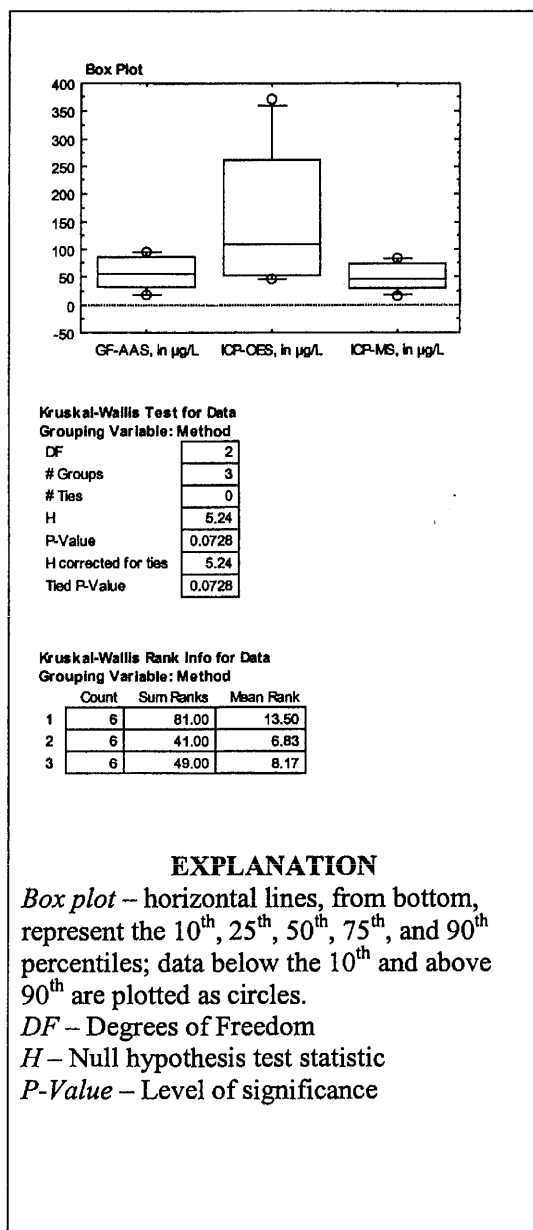 Box Plot
400
350
300
250
200
150
100
50
0
-50
GF-AAS, in µg/L ICP-OES, in µg/L ICP-MS, in µg/L
Kruskal-Wallis Test for Data
Grouping Variable: Method
DF 2
# Groups 3
# Ties 0
H 5.24
P-Value 0.0728
H corrected for ties 5.24
Tied P-Value 0.0728
Kruskal-Wallis Rank Info for Data
Grouping Variable: Method
Count Sum Ranks Mean Rank
1 6 81.00 13.50
2 6 41.00 6.83
3 6 49.00 8.17
EXPLANATION
Box plot – horizontal lines, from bottom,
represent the 10th, 25th, 50th, 75th, and 90th
percentiles; data below the 10th and above
90th are plotted as circles.
DF – Degrees of Freedom
H – Null hypothesis test statistic
P-Value – Level of significance